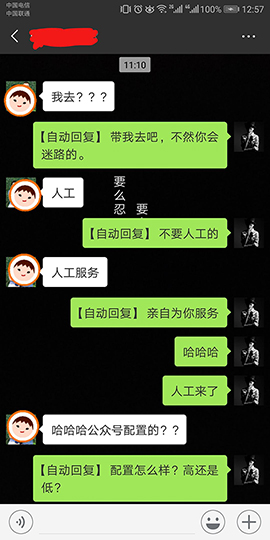 中国电信
中国联通
100%
12:57
11:10
我去???
【自动回复】 带我去吧,不然你会
迷路的。
人工
要么忍
要
【自动回复】 不要人工的
人工服务
【自动回复】 亲自为你服务
哈哈哈
人工来了
哈哈哈公众号配置的??
【自动回复】 配置怎么样?高还是
低?